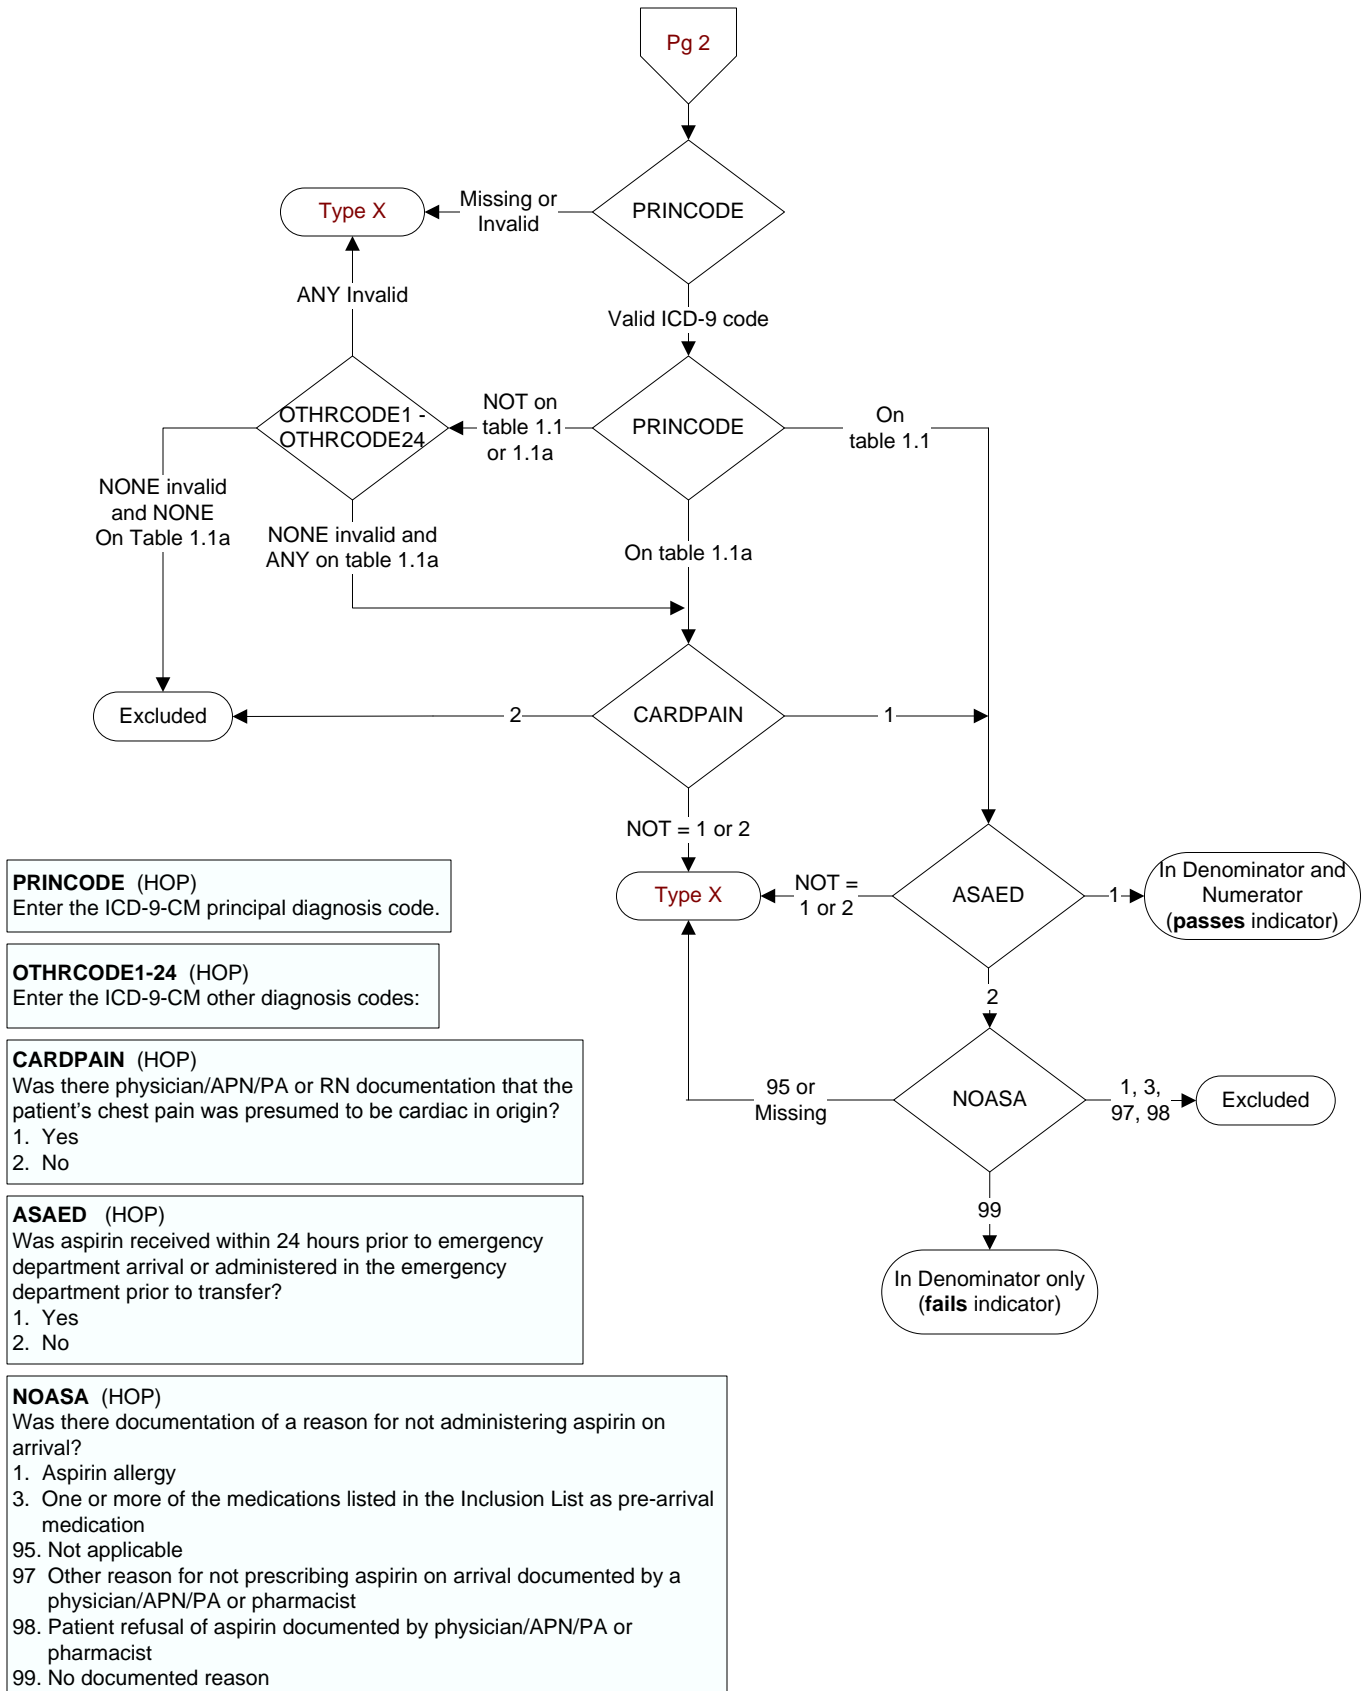 Pg 2
PRINCODE
Missing or
Invalid
Type X
ANY Invalid
Valid ICD-9 code
OTHRCODE1 -
OTHRCODE24
NOT on
table 1.1
or 1.1a
PRINCODE
On
table 1.1
NONE invalid
and NONE
On Table 1.1a
NONE invalid and
ANY on table 1.1a
On table 1.1a
Excluded
2
CARDPAIN
1
NOT = 1 or 2
Type X
NOT =
1 or 2
ASAED
1
In Denominator and
Numerator
(passes indicator)
2
95 or
Missing
NOASA
1, 3,
97, 98
Excluded
99
In Denominator only
(fails indicator)
PRINCODE (HOP)
Enter the ICD-9-CM principal diagnosis code.
OTHRCODE1-24 (HOP)
Enter the ICD-9-CM other diagnosis codes:
CARDPAIN (HOP)
Was there physician/APN/PA or RN documentation that the
patient's chest pain was presumed to be cardiac in origin?
1. Yes
2. No
ASAED (HOP)
Was aspirin received within 24 hours prior to emergency
department arrival or administered in the emergency
department prior to transfer?
1. Yes
2. No
NOASA (HOP)
Was there documentation of a reason for not administering aspirin on
arrival?
1. Aspirin allergy
3. One or more of the medications listed in the Inclusion List as pre-arrival
medication
95. Not applicable
97 Other reason for not prescribing aspirin on arrival documented by a
physician/APN/PA or pharmacist
98. Patient refusal of aspirin documented by physician/APN/PA or
pharmacist
99. No documented reason